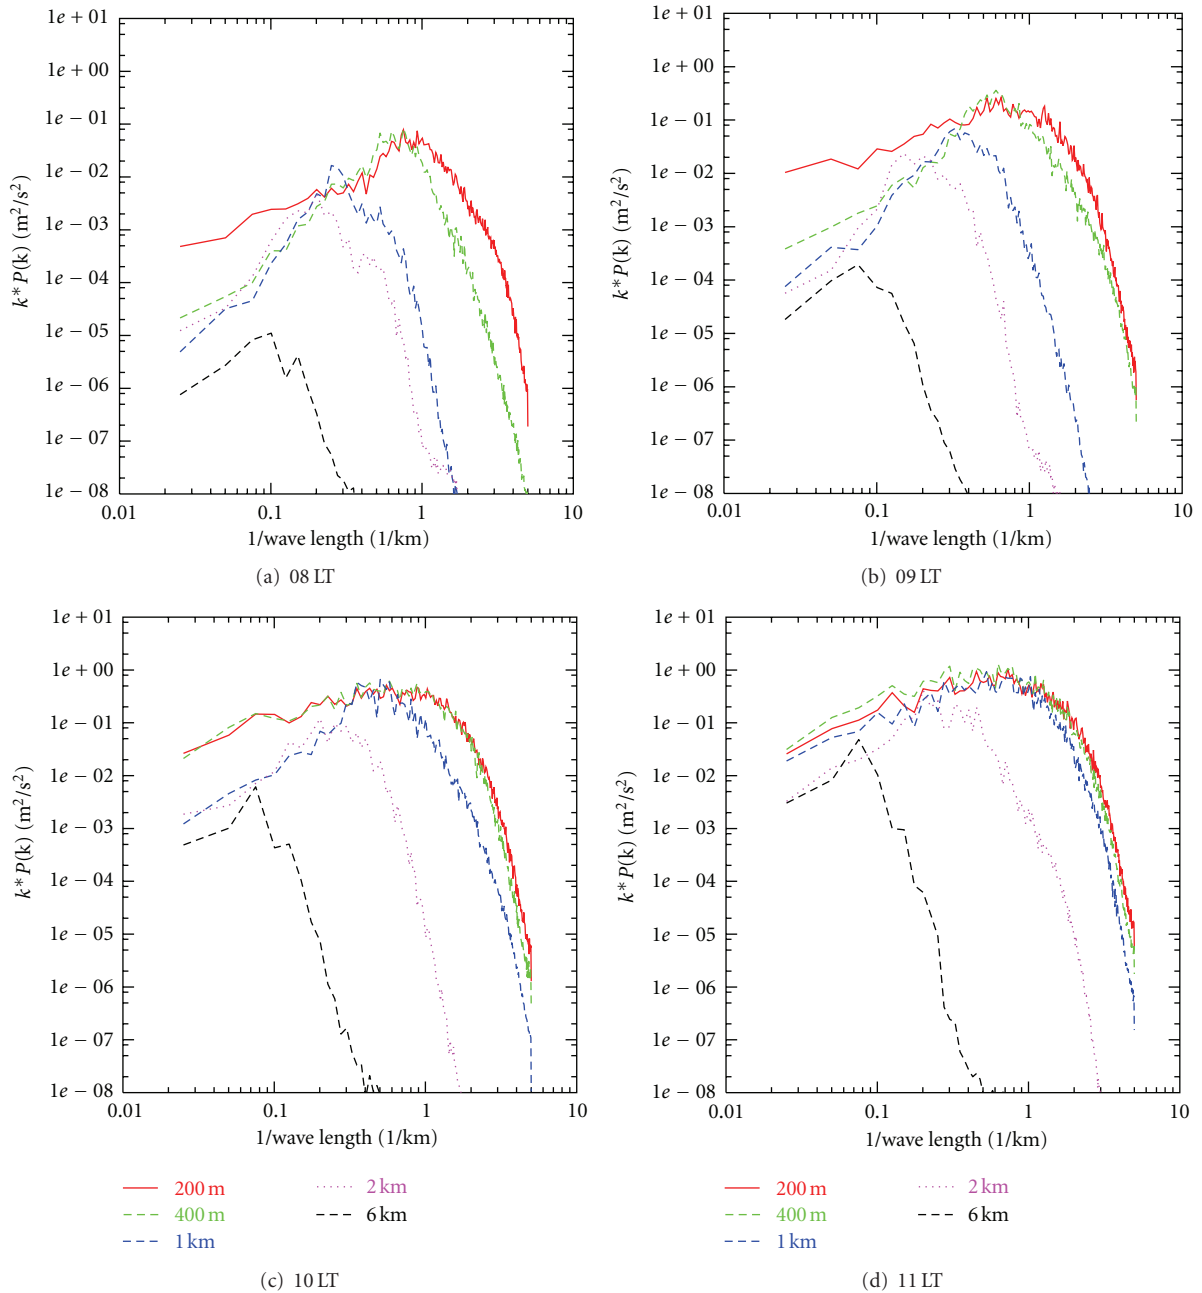 1e + 01
1e + 00
1e − 01
1e − 02
1e − 03
1e − 04
1e − 05
1e − 06
1e − 07
1e − 08
k* P(k) (m²/s²)
0.01 0.1 1 10
1/wave length (1/km)
(a) 08 LT
1e + 01
1e + 00
1e − 01
1e − 02
1e − 03
1e − 04
1e − 05
1e − 06
1e − 07
1e − 08
k* P(k) (m²/s²)
0.01 0.1 1 10
1/wave length (1/km)
(b) 09 LT
1e + 01
1e + 00
1e − 01
1e − 02
1e − 03
1e − 04
1e − 05
1e − 06
1e − 07
1e − 08
k* P(k) (m²/s²)
0.01 0.1 1 10
1/wave length (1/km)
200 m
400 m
1 km
2 km
6 km
(c) 10 LT
1e + 01
1e + 00
1e − 01
1e − 02
1e − 03
1e − 04
1e − 05
1e − 06
1e − 07
1e − 08
k* P(k) (m²/s²)
0.01 0.1 1 10
1/wave length (1/km)
200 m
400 m
1 km
2 km
6 km
(d) 11 LT